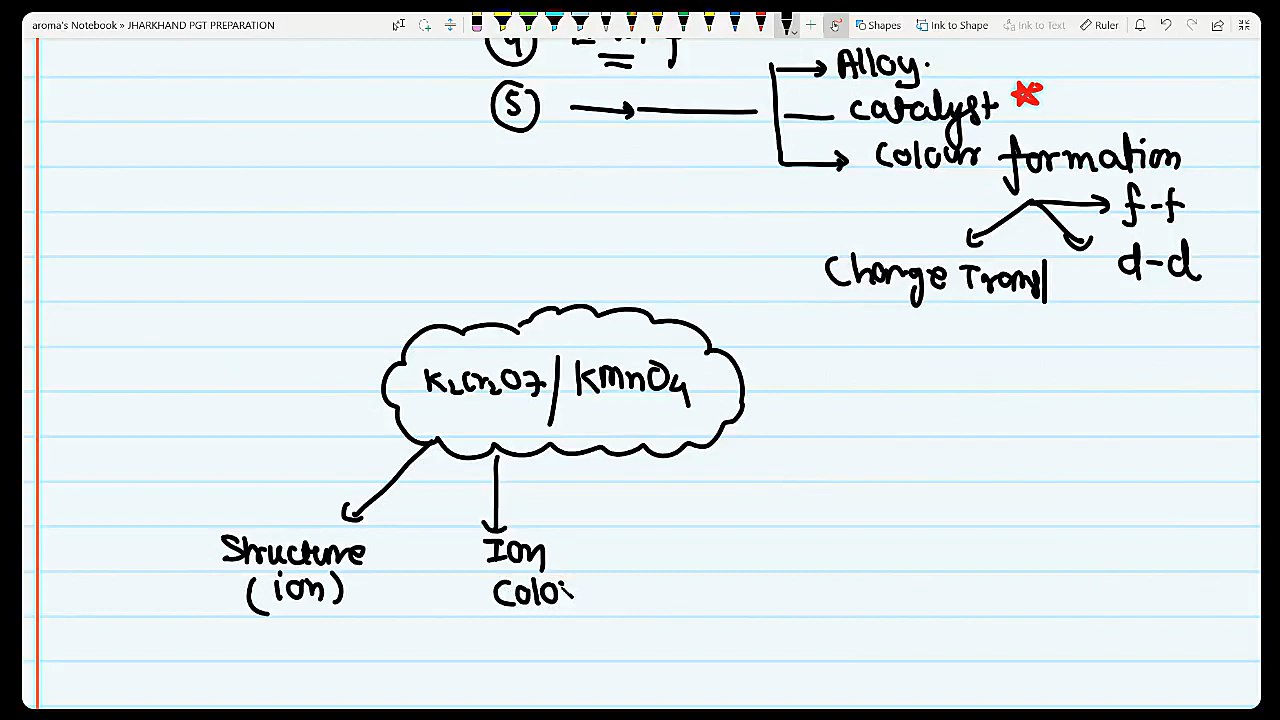 aroma's Notebook » JHARKHAND PGT PREPARATION
Shapes Ink to Shape Ink to Text Ruler
4
Alloy.
5 catalyst
Colour formation
f-f
d-d
Charge Transf
K2Cr2O7 / KMnO4
Structure Ion
(ion) Colo